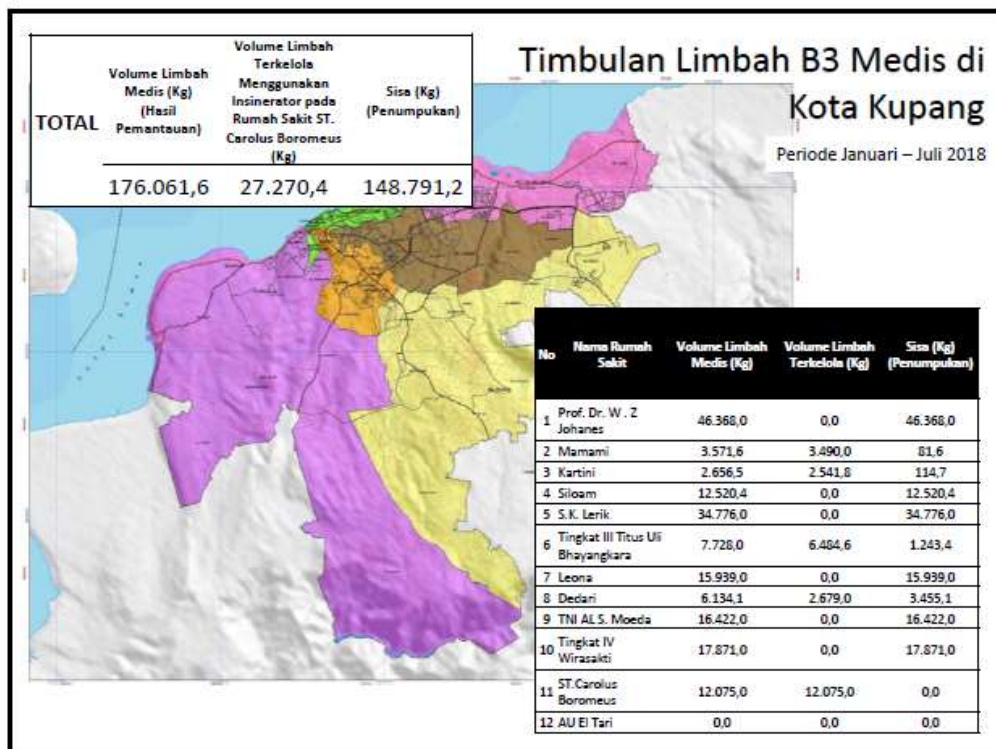 Timbulan Limbah B3 Medis di
Kota Kupang
Periode Januari – Juli 2018
TOTAL
Volume Limbah
Medis (Kg)
(Hasil
Pemantauan)
Volume Limbah
Terkelola
Menggunakan
Insinerator pada
Rumah Sakit ST.
Carolus Boromeus
(Kg)
Sisa (Kg)
(Penumpukan)
176.061,6 27.270,4 148.791,2
No Nama Rumah Sakit Volume Limbah Medis (Kg) Volume Limbah Terkelola (Kg) Sisa (Kg) (Penumpukan)
1 Prof. Dr. W . Z Johanes 46.368,0 0,0 46.368,0
2 Mamami 3.571,6 3.490,0 81,6
3 Kartini 2.656,5 2.541,8 114,7
4 Siloam 12.520,4 0,0 12.520,4
5 S.K. Lerik 34.776,0 0,0 34.776,0
6 Tingkat III Titus Uli Bhayangkara 7.728,0 6.484,6 1.243,4
7 Leona 15.939,0 0,0 15.939,0
8 Dedari 6.134,1 2.679,0 3.455,1
9 TNI AL S. Moeda 16.422,0 0,0 16.422,0
10 Tingkat IV Wirasakti 17.871,0 0,0 17.871,0
11 ST.Carolus Boromeus 12.075,0 12.075,0 0,0
12 AU El Tari 0,0 0,0 0,0